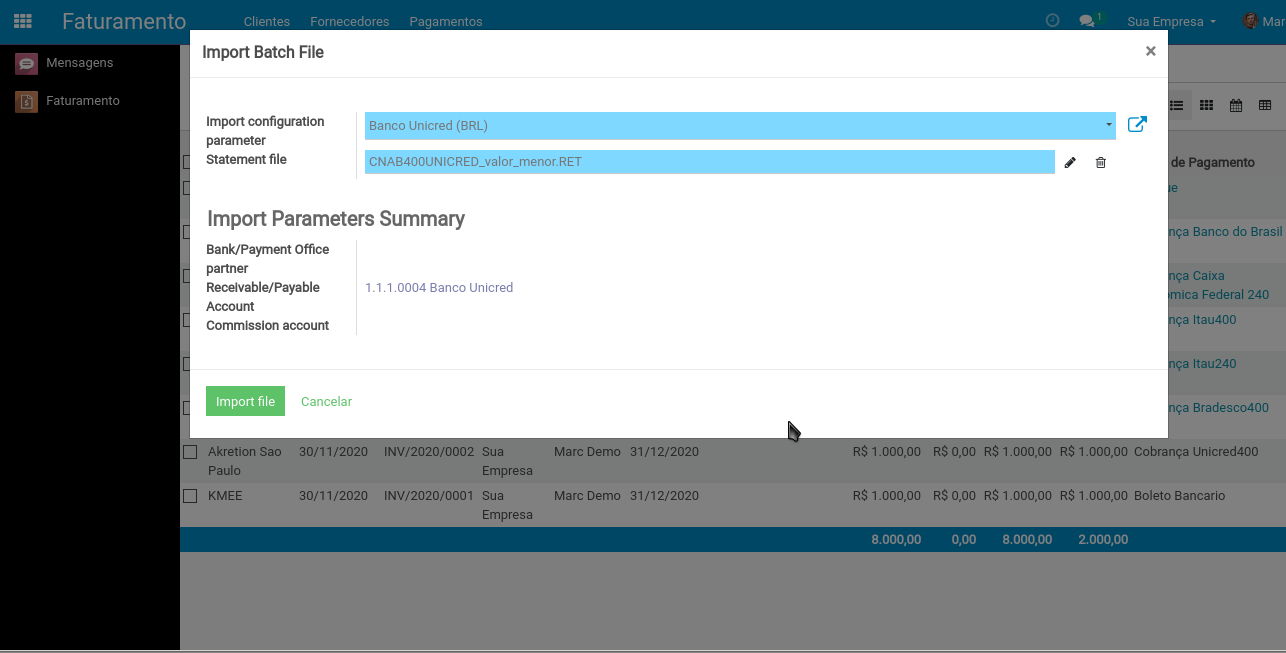 Faturamento Clientes Fornecedores Pagamentos 1 Sua Empresa Mar
Mensagens
Faturamento
Import Batch File ×
Import configuration
parameter
Banco Unicred (BRL)
Statement file CNAB400UNICRED_valor_menor.RET
Import Parameters Summary
Bank/Payment Office
partner
Receivable/Payable
Account
1.1.1.0004 Banco Unicred
Commission account
Import file Cancelar
de Pagamento
ue
nça Banco do Brasil
nça Caixa
ômica Federal 240
nça Itau400
nça Itau240
nça Bradesco400
Akretion Sao
Paulo
30/11/2020 INV/2020/0002 Sua
Empresa
Marc Demo 31/12/2020 R$ 1.000,00 R$ 0,00 R$ 1.000,00 R$ 1.000,00 Cobrança Unicred400
KMEE 30/11/2020 INV/2020/0001 Sua
Empresa
Marc Demo 31/12/2020 R$ 1.000,00 R$ 0,00 R$ 1.000,00 R$ 1.000,00 Boleto Bancario
8.000,00 0,00 8.000,00 2.000,00